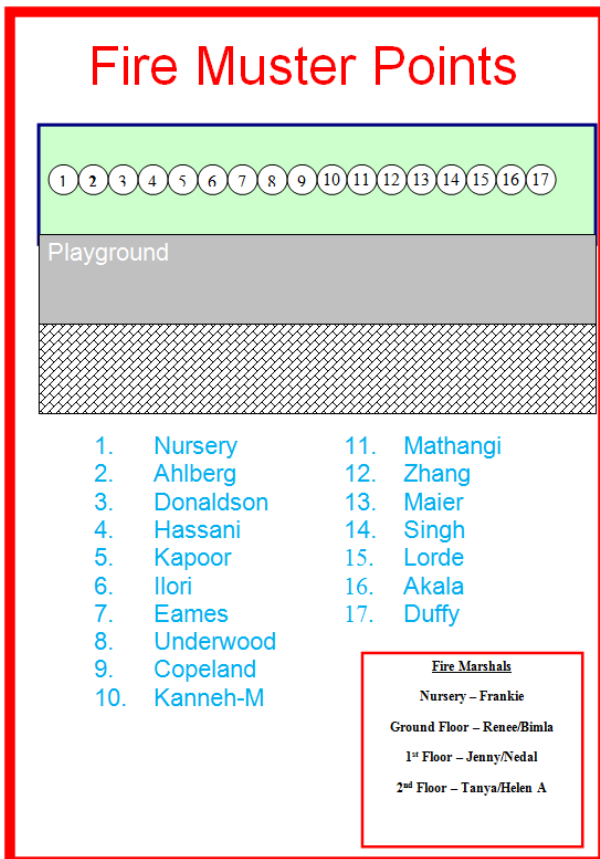 Fire Muster Points
1 2 3 4 5 6 7 8 9 10 11 12 13 14 15 16 17
Playground
1. Nursery
2. Ahlberg
3. Donaldson
4. Hassani
5. Kapoor
6. Ilori
7. Eames
8. Underwood
9. Copeland
10. Kanneh-M
11. Mathangi
12. Zhang
13. Maier
14. Singh
15. Lorde
16. Akala
17. Duffy
Fire Marshals
Nursery – Frankie
Ground Floor – Renee/Bimla
1st Floor – Jenny/Nedal
2nd Floor – Tanya/Helen A